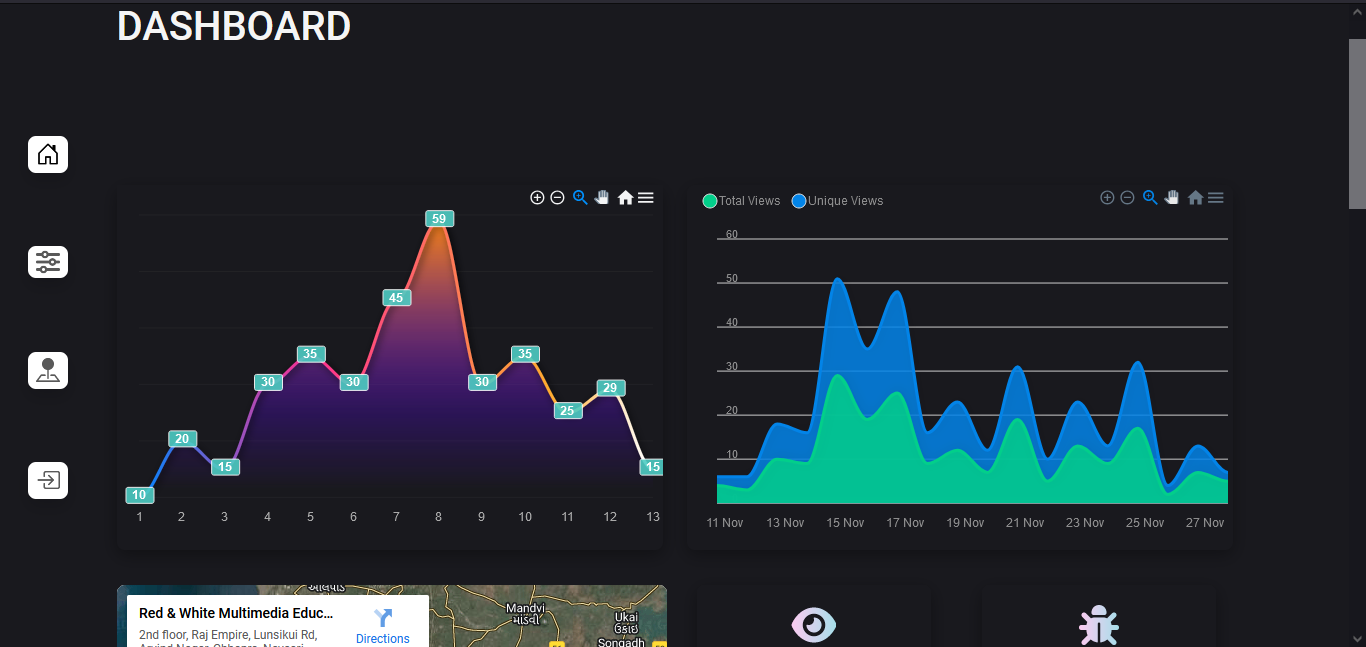 DASHBOARD
59
45
35
30
30
20
15
10
30
35
25
29
15
1 2 3 4 5 6 7 8 9 10 11 12 13
Total Views Unique Views
60
50
40
30
20
10
11 Nov 13 Nov 15 Nov 17 Nov 19 Nov 21 Nov 23 Nov 25 Nov 27 Nov
Red & White Multimedia Educ...
Directions
2nd floor, Raj Empire, Lunsikui Rd,
Mandvi
માંડવી
Ukai
ઉકાઇ
Songadh